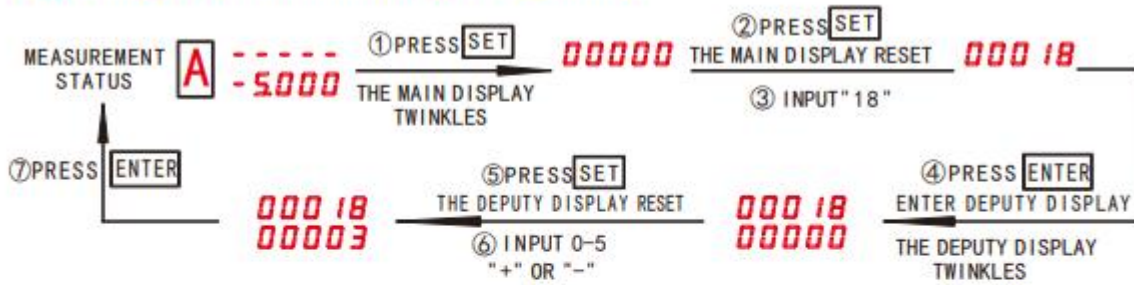 MEASUREMENT
STATUS
A
-----
-5.000
①PRESS SET
THE MAIN DISPLAY
TWINKLES
00000
②PRESS SET
THE MAIN DISPLAY RESET
③ INPUT"18"
00018
④PRESS ENTER
ENTER DEPUTY DISPLAY
THE DEPUTY DISPLAY
TWINKLES
00018
00000
⑤PRESS SET
THE DEPUTY DISPLAY RESET
⑥ INPUT 0-5
"+" OR "-"
00018
00003
⑦PRESS ENTER